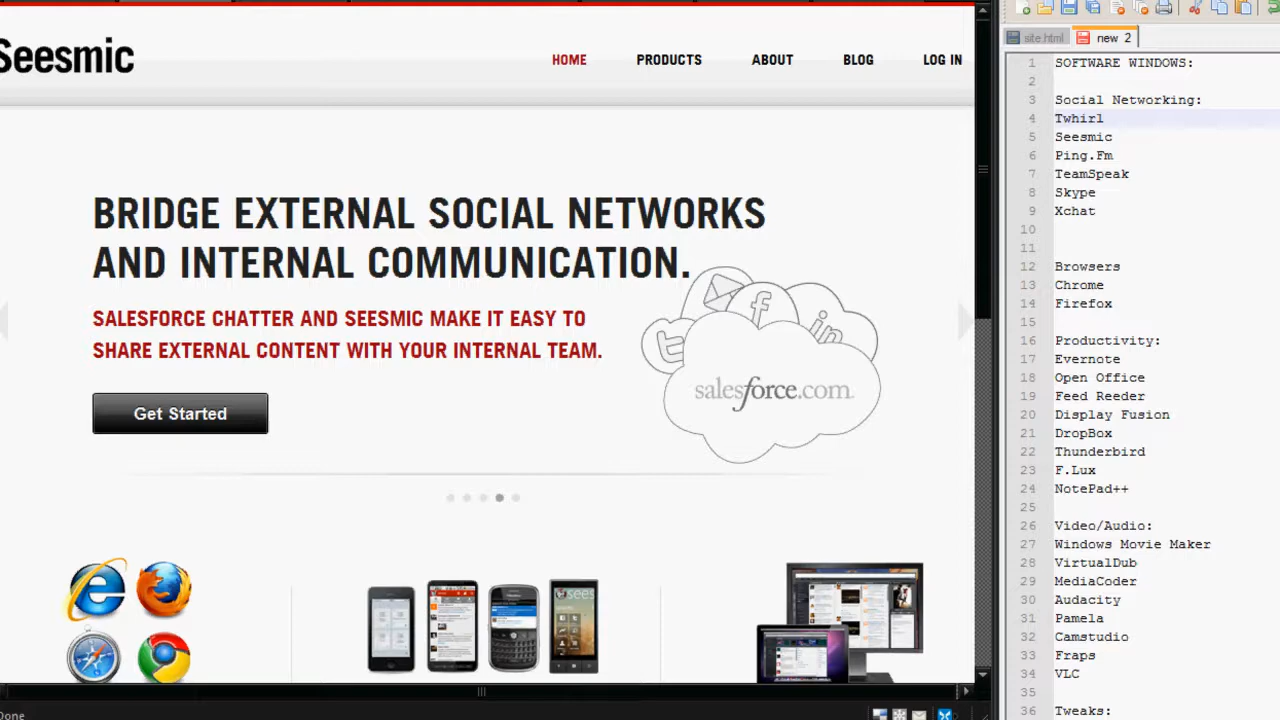 Seesmic
HOME
PRODUCTS
ABOUT
BLOG
LOG IN
BRIDGE EXTERNAL SOCIAL NETWORKS
AND INTERNAL COMMUNICATION.
SALESFORCE CHATTER AND SEESMIC MAKE IT EASY TO
SHARE EXTERNAL CONTENT WITH YOUR INTERNAL TEAM.
Get Started
salesforce.com
f
in
t
Done
site.html
new 2
1 SOFTWARE WINDOWS:
2
3 Social Networking:
4 Twhirl
5 Seesmic
6 Ping.Fm
7 TeamSpeak
8 Skype
9 Xchat
10
11
12 Browsers
13 Chrome
14 Firefox
15
16 Productivity:
17 Evernote
18 Open Office
19 Feed Reeder
20 Display Fusion
21 DropBox
22 Thunderbird
23 F.Lux
24 NotePad++
25
26 Video/Audio:
27 Windows Movie Maker
28 VirtualDub
29 MediaCoder
30 Audacity
31 Pamela
32 Camstudio
33 Fraps
34 VLC
35
36 Tweaks: